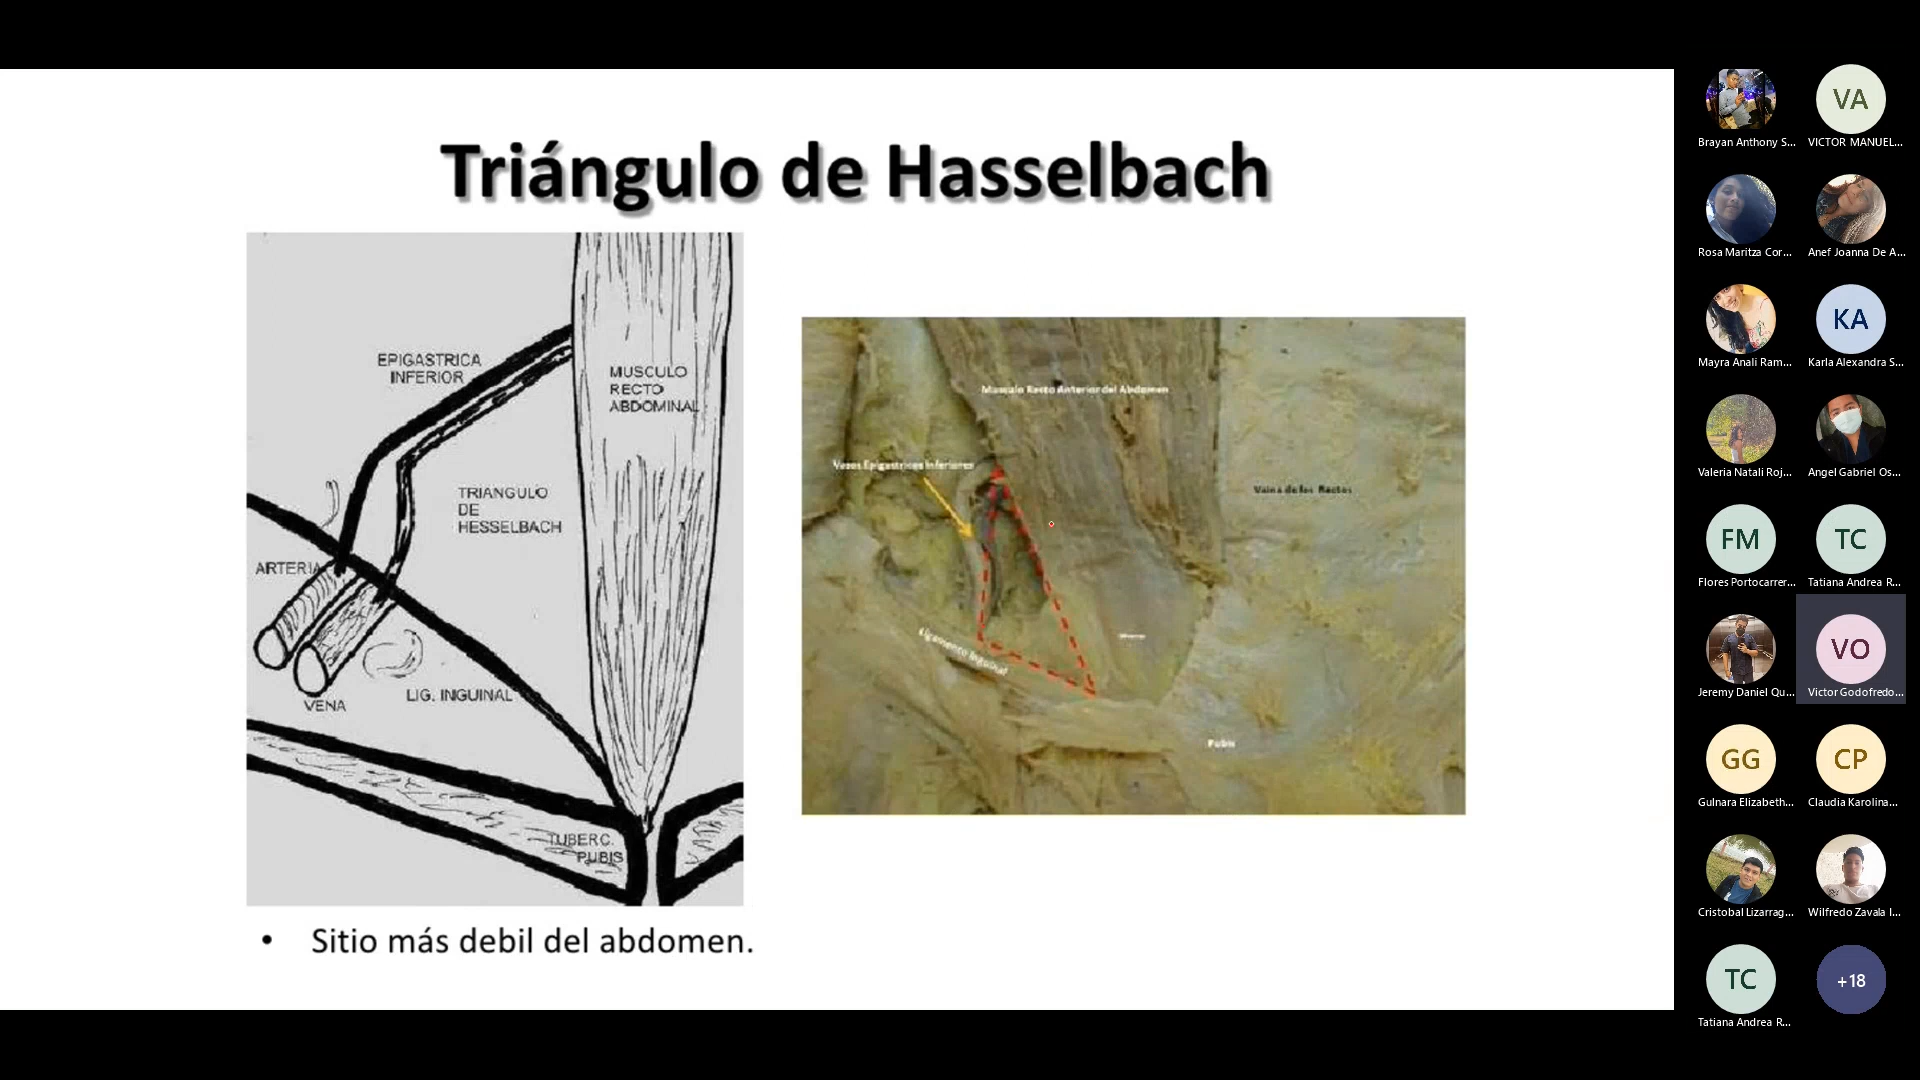 Triángulo de Hasselbach
EPIGASTRICA
INFERIOR
MUSCULO
RECTO
ABDOMINAL
TRIANGULO
DE
HESSELBACH
ARTERIA
VENA
LIG. INGUINAL
TUBERC.
PUBIS
Musculo Recto Anterior del Abdomen
Vasos Epigastricos Inferiores
Vaina de los Rectos
Ligamento Inguinal
Pubis
• Sitio más debil del abdomen.
Brayan Anthony S...
VA
VICTOR MANUEL...
Rosa Maritza Cor...
Anef Joanna De A...
Mayra Anali Ram...
KA
Karla Alexandra S...
Valeria Natali Roj...
Angel Gabriel Os...
FM
Flores Portocarrer...
TC
Tatiana Andrea R...
Jeremy Daniel Qu...
VO
Victor Godofredo...
GG
Gulnara Elizabeth...
CP
Claudia Karolina...
Cristobal Lizarrag...
Wilfredo Zavala I...
TC
Tatiana Andrea R...
+18